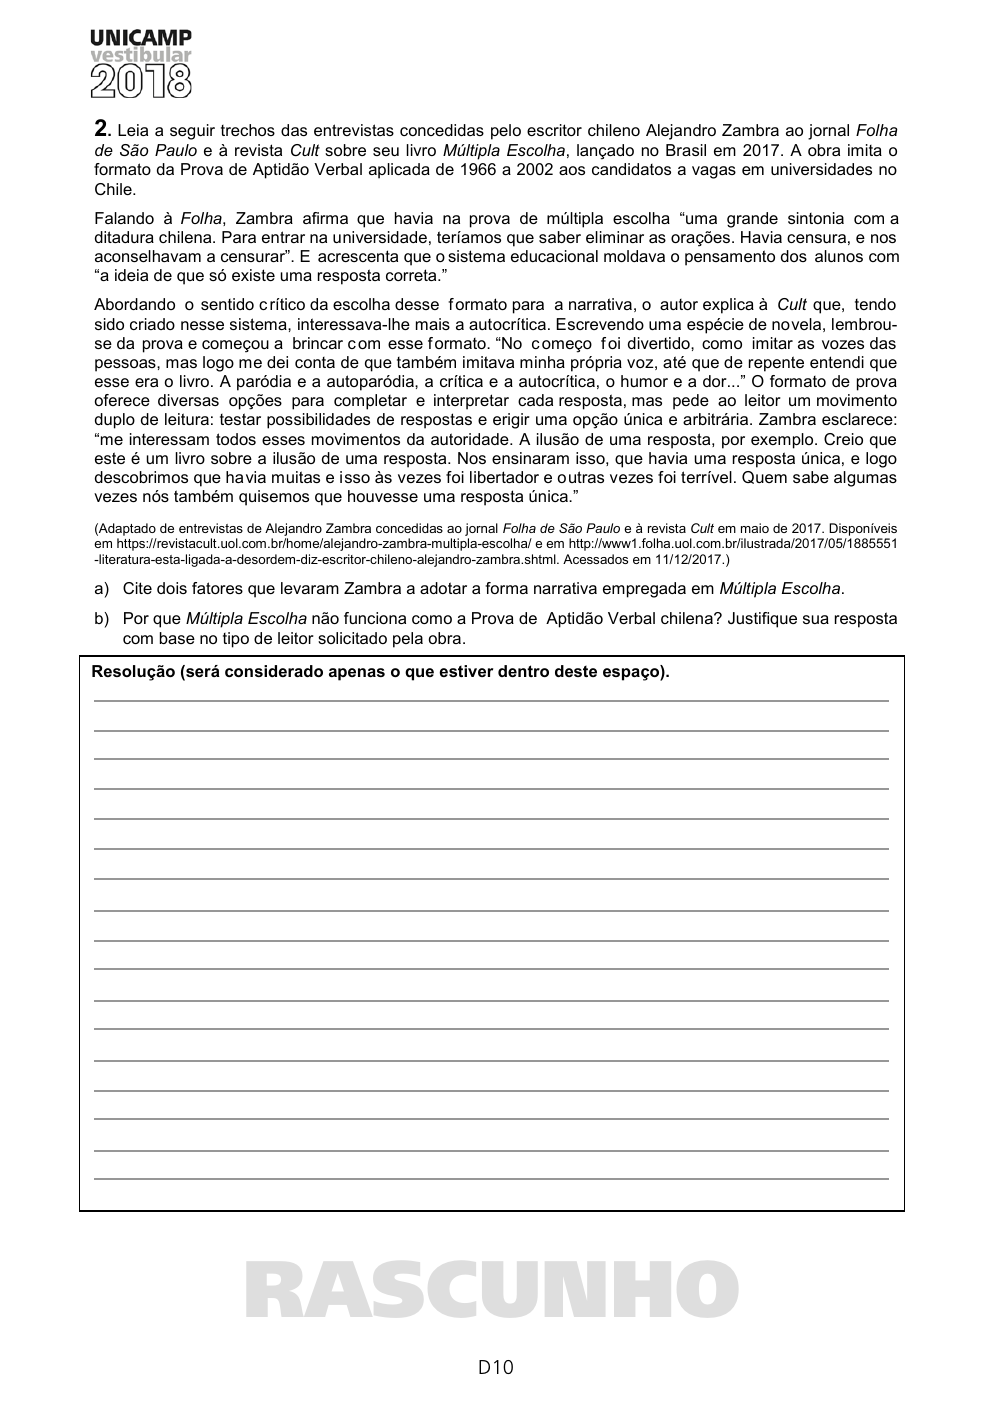 UNICAMP
vestibular
2018
2. Leia a seguir trechos das entrevistas concedidas pelo escritor chileno Alejandro Zambra ao jornal Folha
de São Paulo e à revista Cult sobre seu livro Múltipla Escolha, lançado no Brasil em 2017. A obra imita o
formato da Prova de Aptidão Verbal aplicada de 1966 a 2002 aos candidatos a vagas em universidades no
Chile.
Falando à Folha, Zambra afirma que havia na prova de múltipla escolha “uma grande sintonia com a
ditadura chilena. Para entrar na universidade, teríamos que saber eliminar as orações. Havia censura, e nos
aconselhavam a censurar”. E acrescenta que o sistema educacional moldava o pensamento dos alunos com
“a ideia de que só existe uma resposta correta.”
Abordando o sentido crítico da escolha desse formato para a narrativa, o autor explica à Cult que, tendo
sido criado nesse sistema, interessava-lhe mais a autocrítica. Escrevendo uma espécie de novela, lembrou-
se da prova e começou a brincar com esse formato. “No começo foi divertido, como imitar as vozes das
pessoas, mas logo me dei conta de que também imitava minha própria voz, até que de repente entendi que
esse era o livro. A paródia e a autoparódia, a crítica e a autocrítica, o humor e a dor...” O formato de prova
oferece diversas opções para completar e interpretar cada resposta, mas pede ao leitor um movimento
duplo de leitura: testar possibilidades de respostas e erigir uma opção única e arbitrária. Zambra esclarece:
“me interessam todos esses movimentos da autoridade. A ilusão de uma resposta, por exemplo. Creio que
este é um livro sobre a ilusão de uma resposta. Nos ensinaram isso, que havia uma resposta única, e logo
descobrimos que havia muitas e isso às vezes foi libertador e outras vezes foi terrível. Quem sabe algumas
vezes nós também quisemos que houvesse uma resposta única.”
(Adaptado de entrevistas de Alejandro Zambra concedidas ao jornal Folha de São Paulo e à revista Cult em maio de 2017. Disponíveis
em https://revistacult.uol.com.br/home/alejandro-zambra-multipla-escolha/ e em http://www1.folha.uol.com.br/ilustrada/2017/05/1885551
-literatura-esta-ligada-a-desordem-diz-escritor-chileno-alejandro-zambra.shtml. Acessados em 11/12/2017.)
a) Cite dois fatores que levaram Zambra a adotar a forma narrativa empregada em Múltipla Escolha.
b) Por que Múltipla Escolha não funciona como a Prova de Aptidão Verbal chilena? Justifique sua resposta
com base no tipo de leitor solicitado pela obra.
Resolução (será considerado apenas o que estiver dentro deste espaço).
RASCUNHO
D10